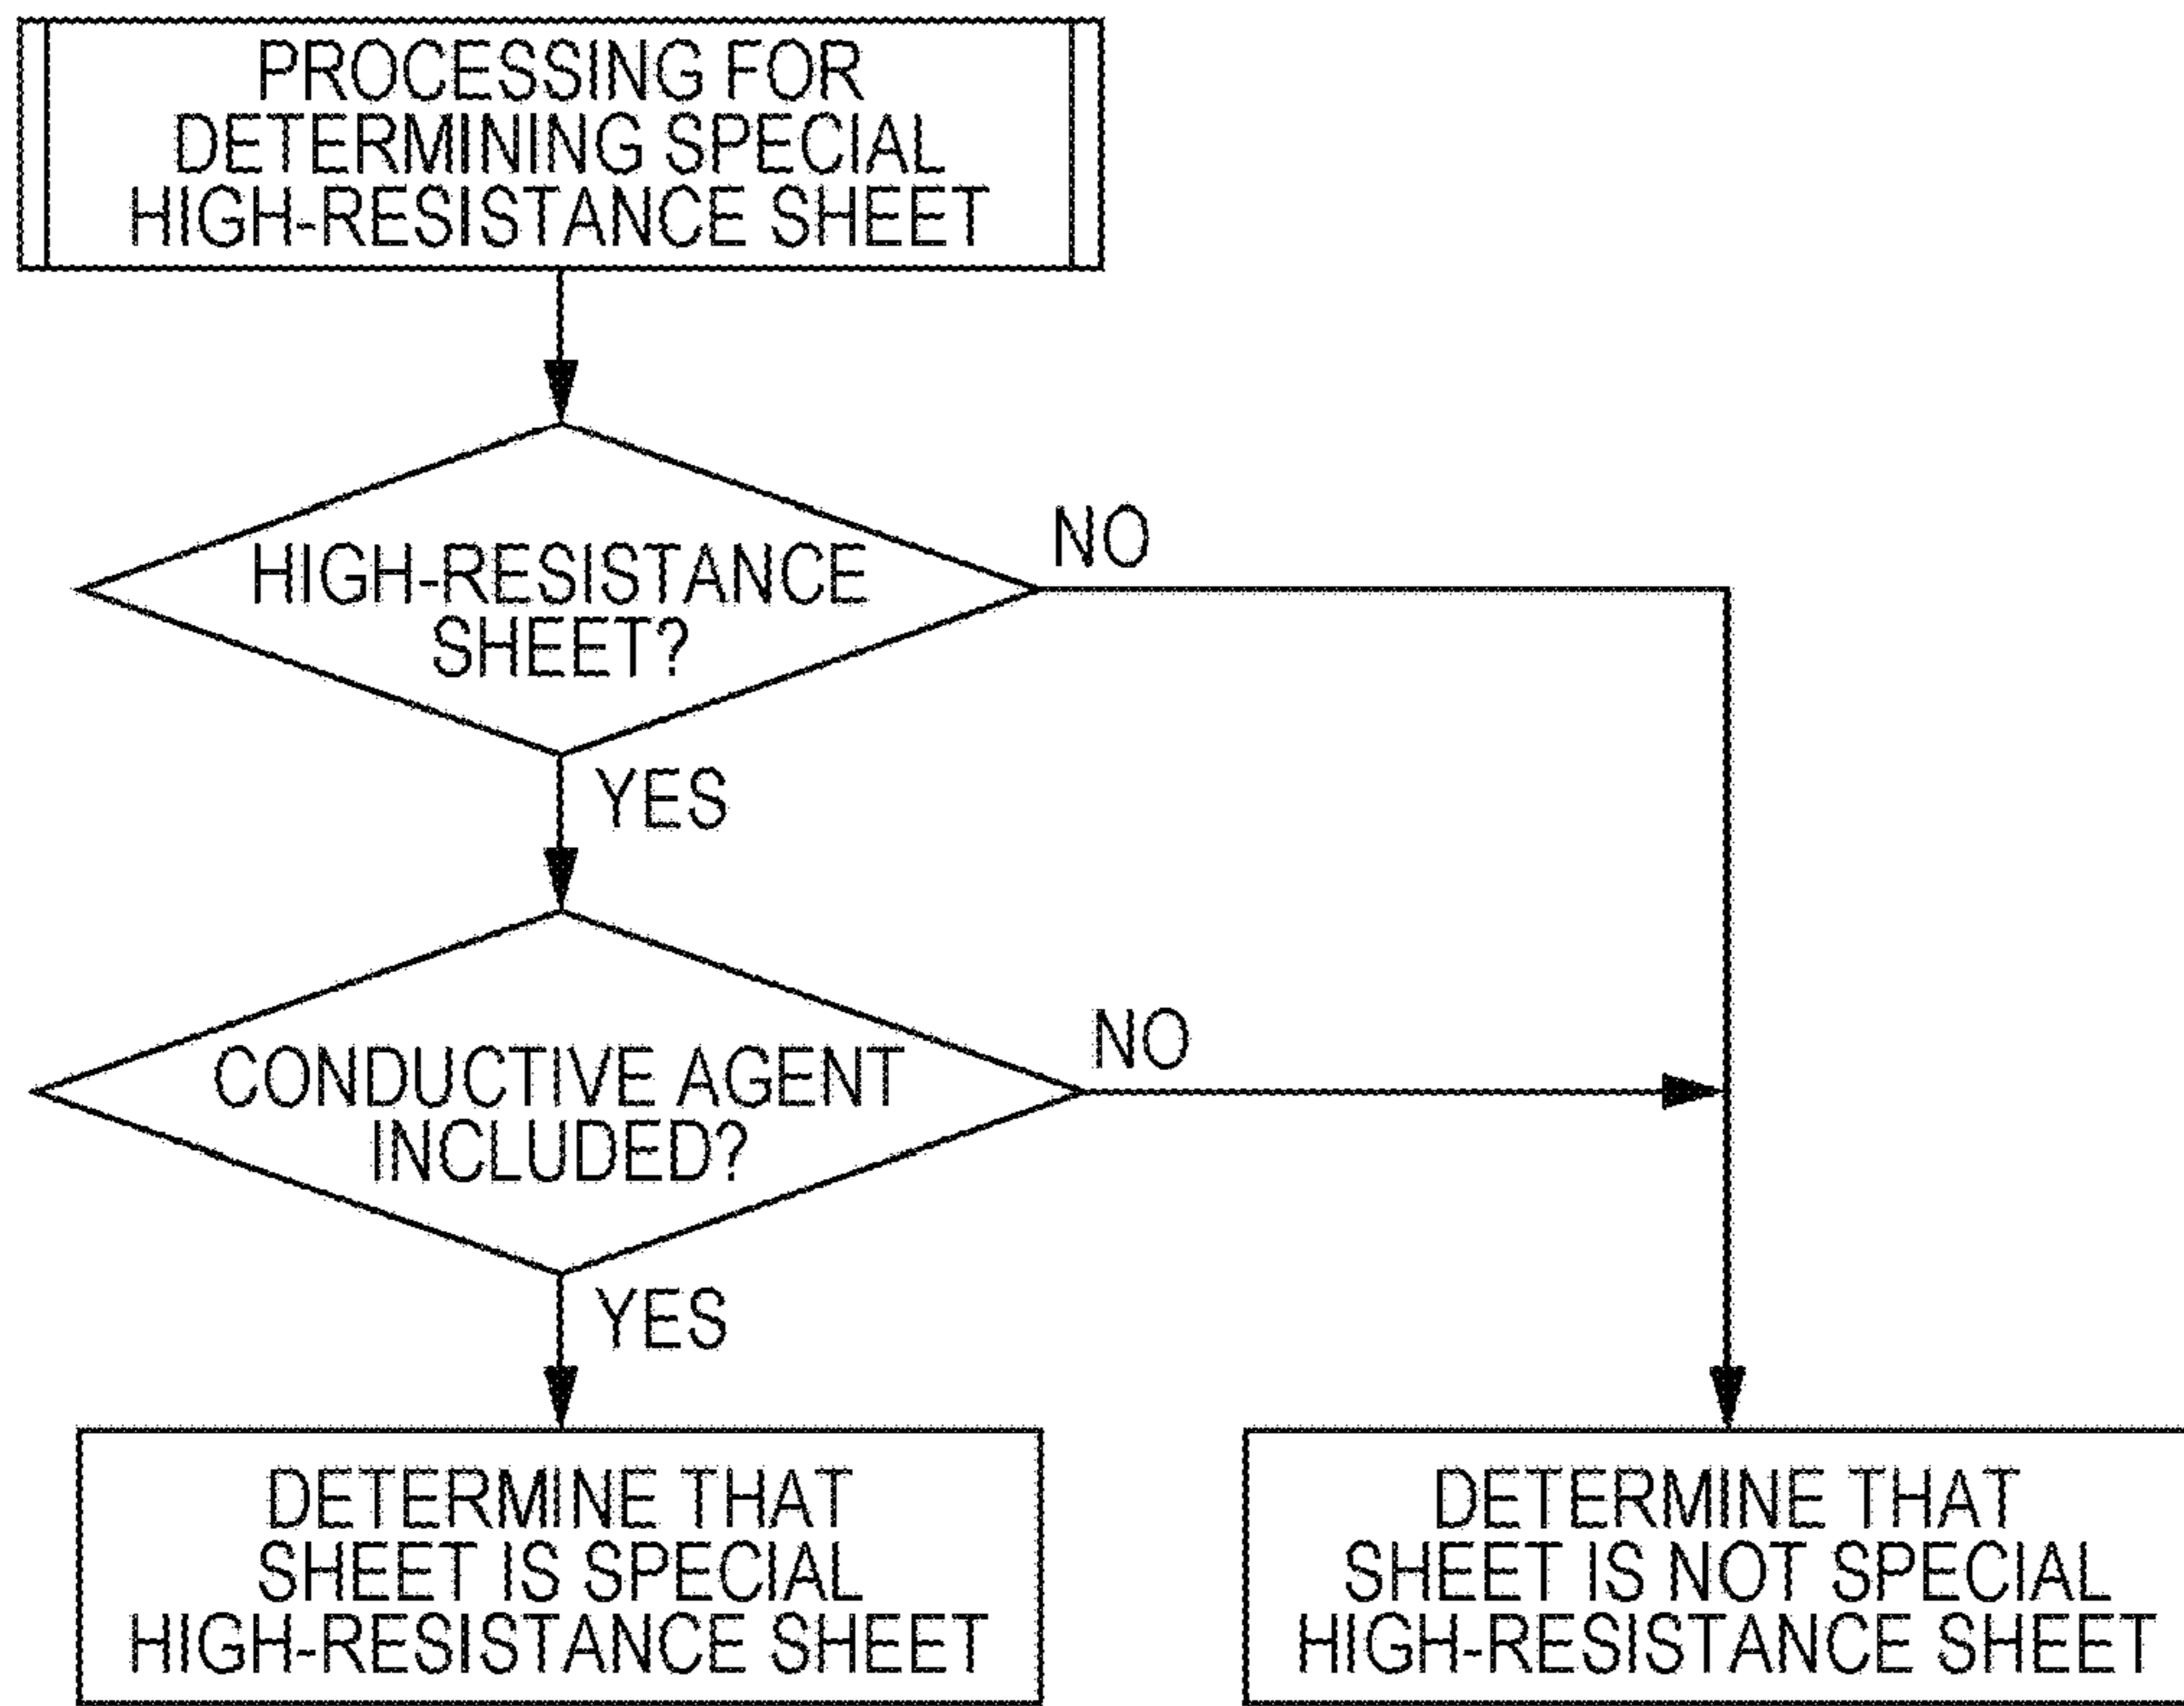 PROCESSING FOR
DETERMINING SPECIAL
HIGH-RESISTANCE SHEET
HIGH-RESISTANCE
SHEET?
NO
YES
CONDUCTIVE AGENT
INCLUDED?
NO
YES
DETERMINE THAT
SHEET IS SPECIAL
HIGH-RESISTANCE SHEET
DETERMINE THAT
SHEET IS NOT SPECIAL
HIGH-RESISTANCE SHEET